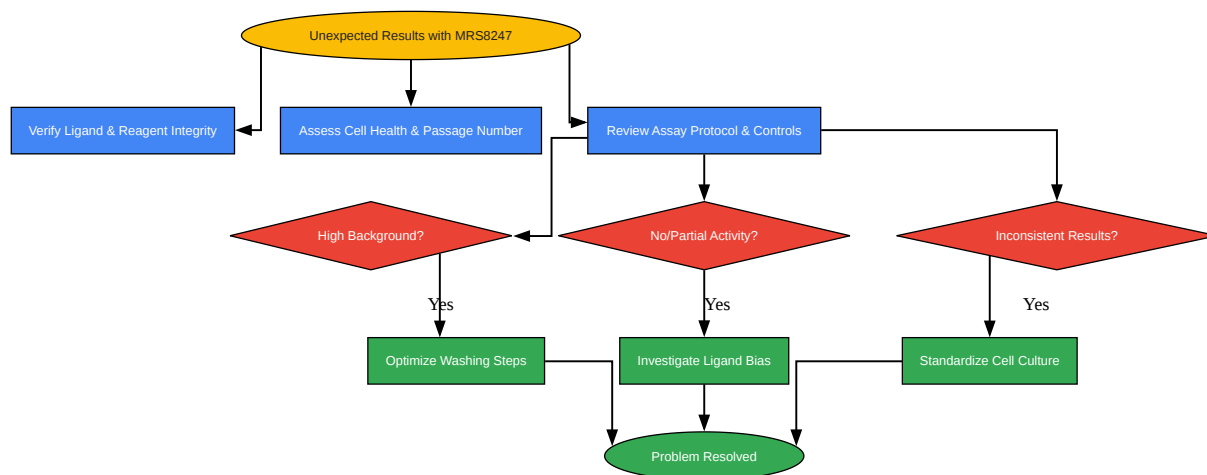 Unexpected Results with MRS8247
Verify Ligand & Reagent Integrity
Assess Cell Health & Passage Number
Review Assay Protocol & Controls
High Background?
No/Partial Activity?
Inconsistent Results?
Yes
Yes
Yes
Optimize Washing Steps
Investigate Ligand Bias
Standardize Cell Culture
Problem Resolved